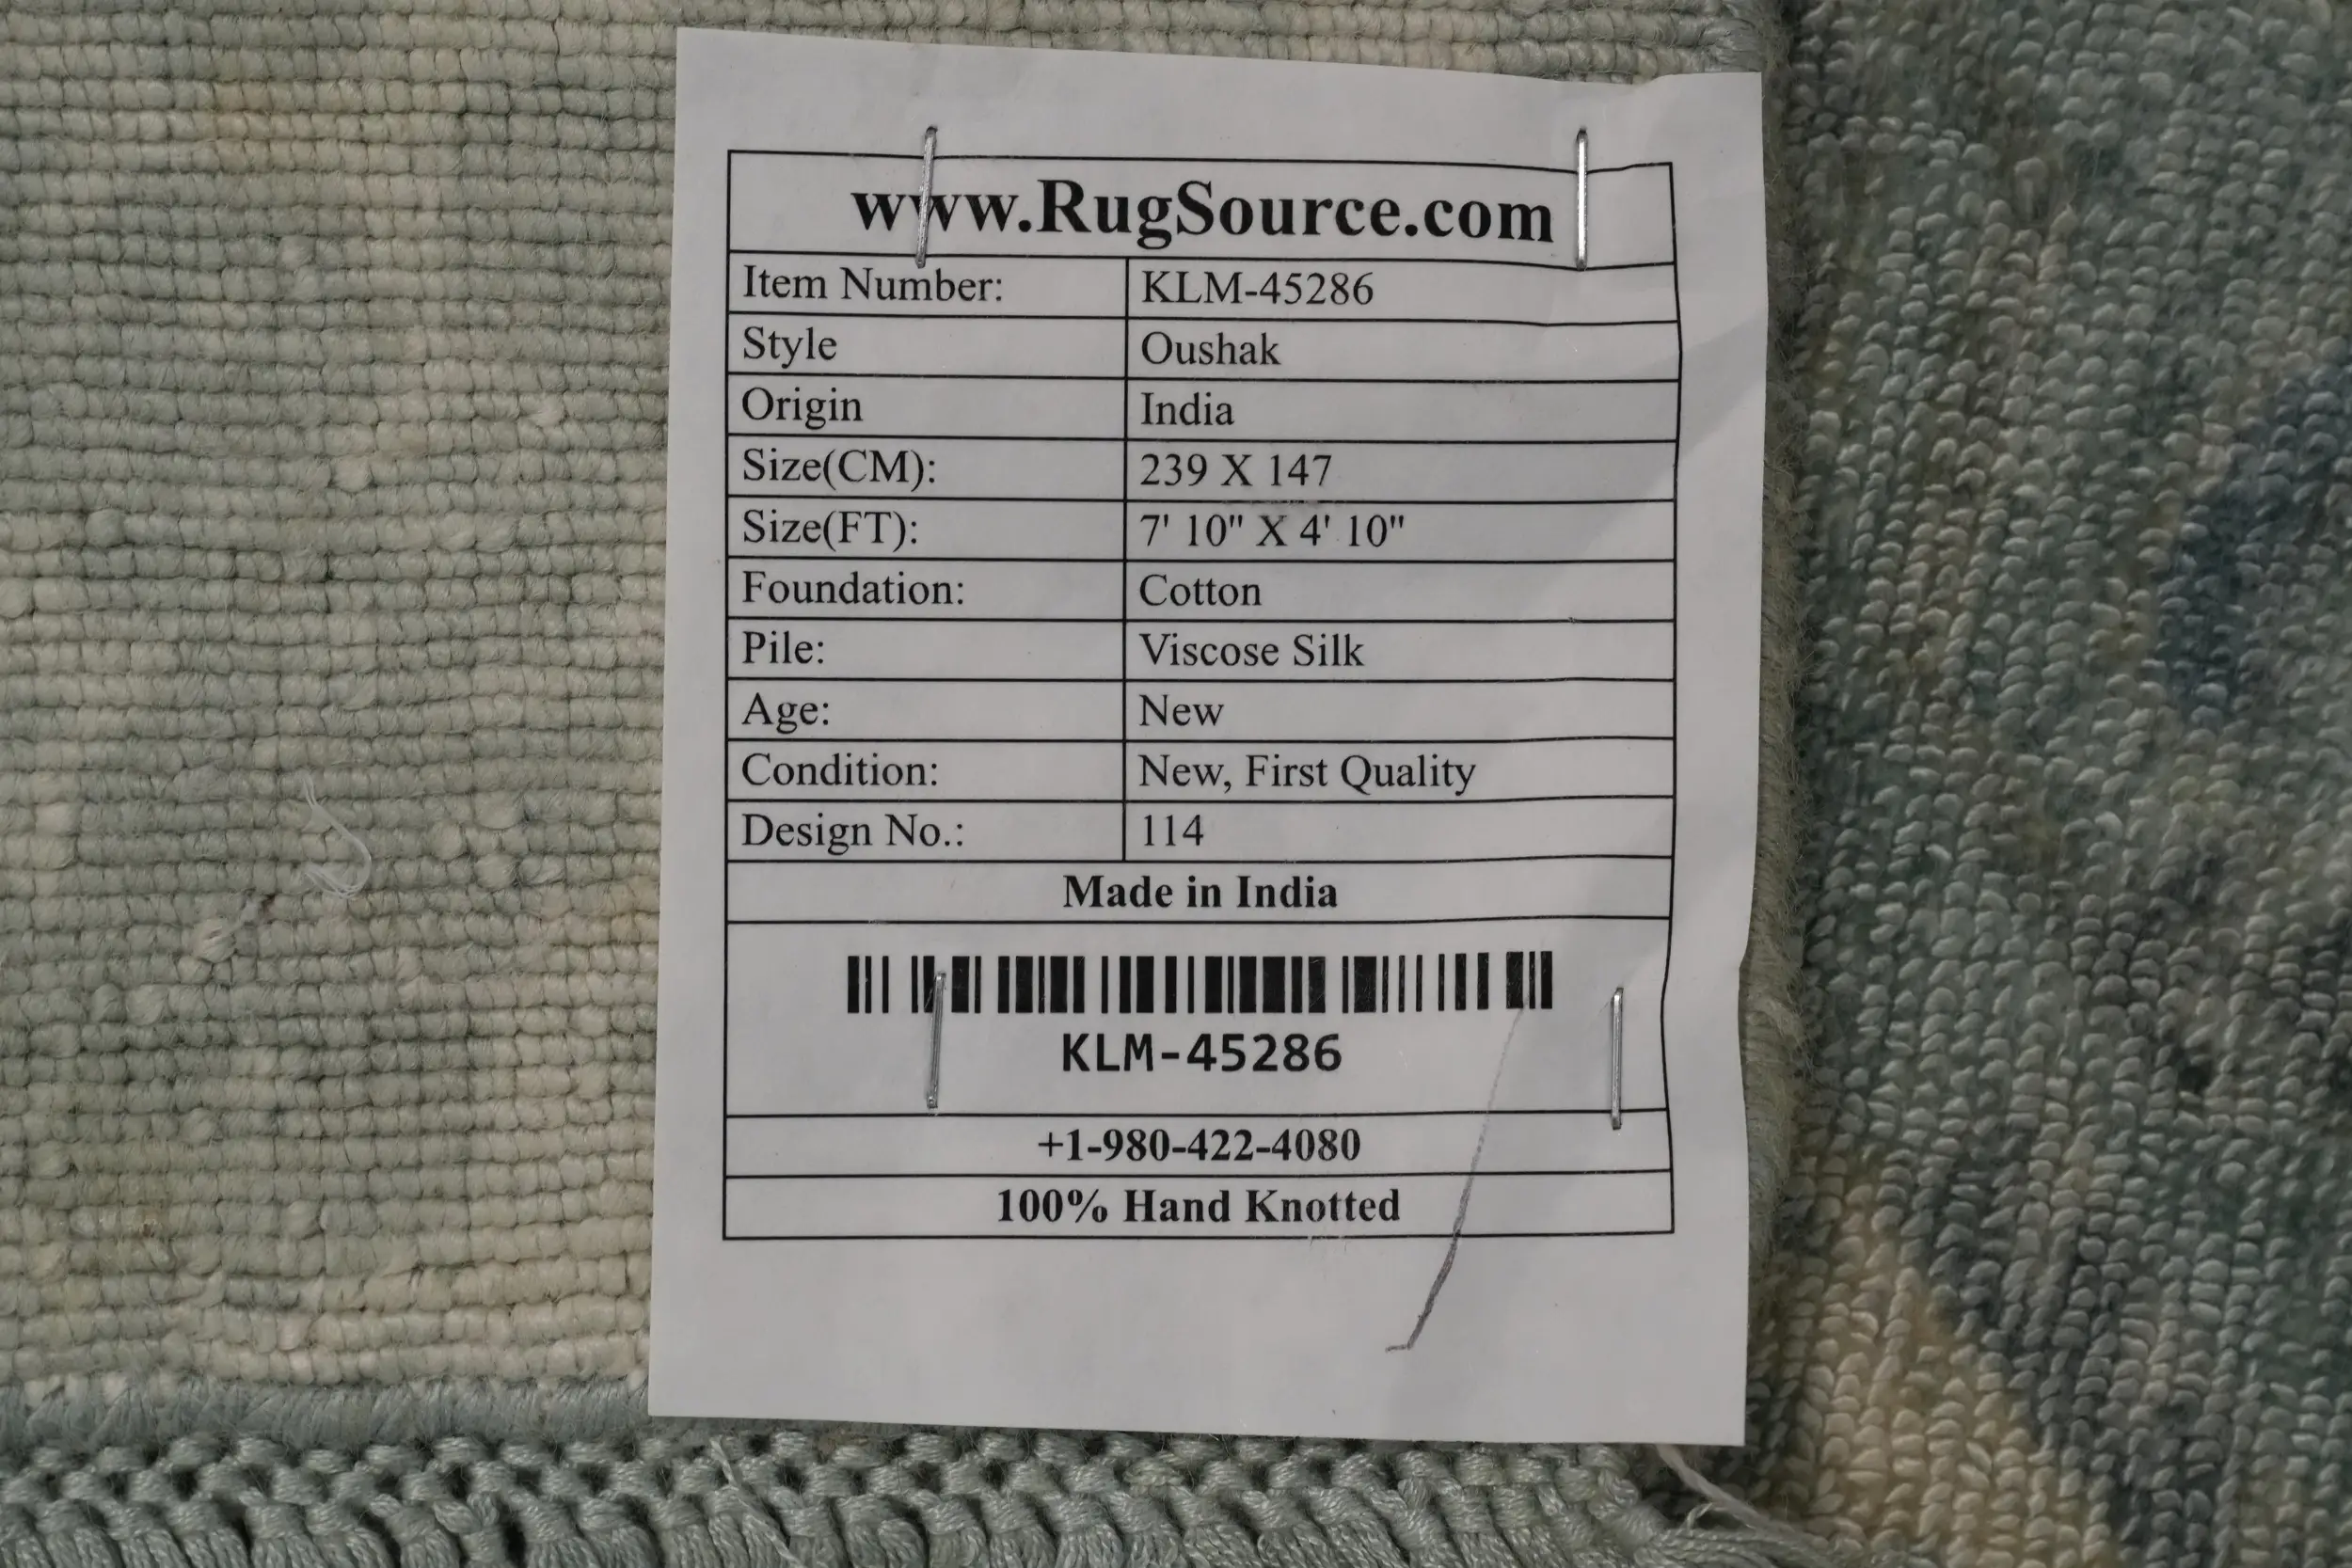 www.RugSource.com
Item Number: KLM-45286
Style Oushak
Origin India
Size(CM): 239 X 147
Size(FT): 7' 10" X 4' 10"
Foundation: Cotton
Pile: Viscose Silk
Age: New
Condition: New, First Quality
Design No.: 114
Made in India
KLM-45286
+1-980-422-4080
100% Hand Knotted